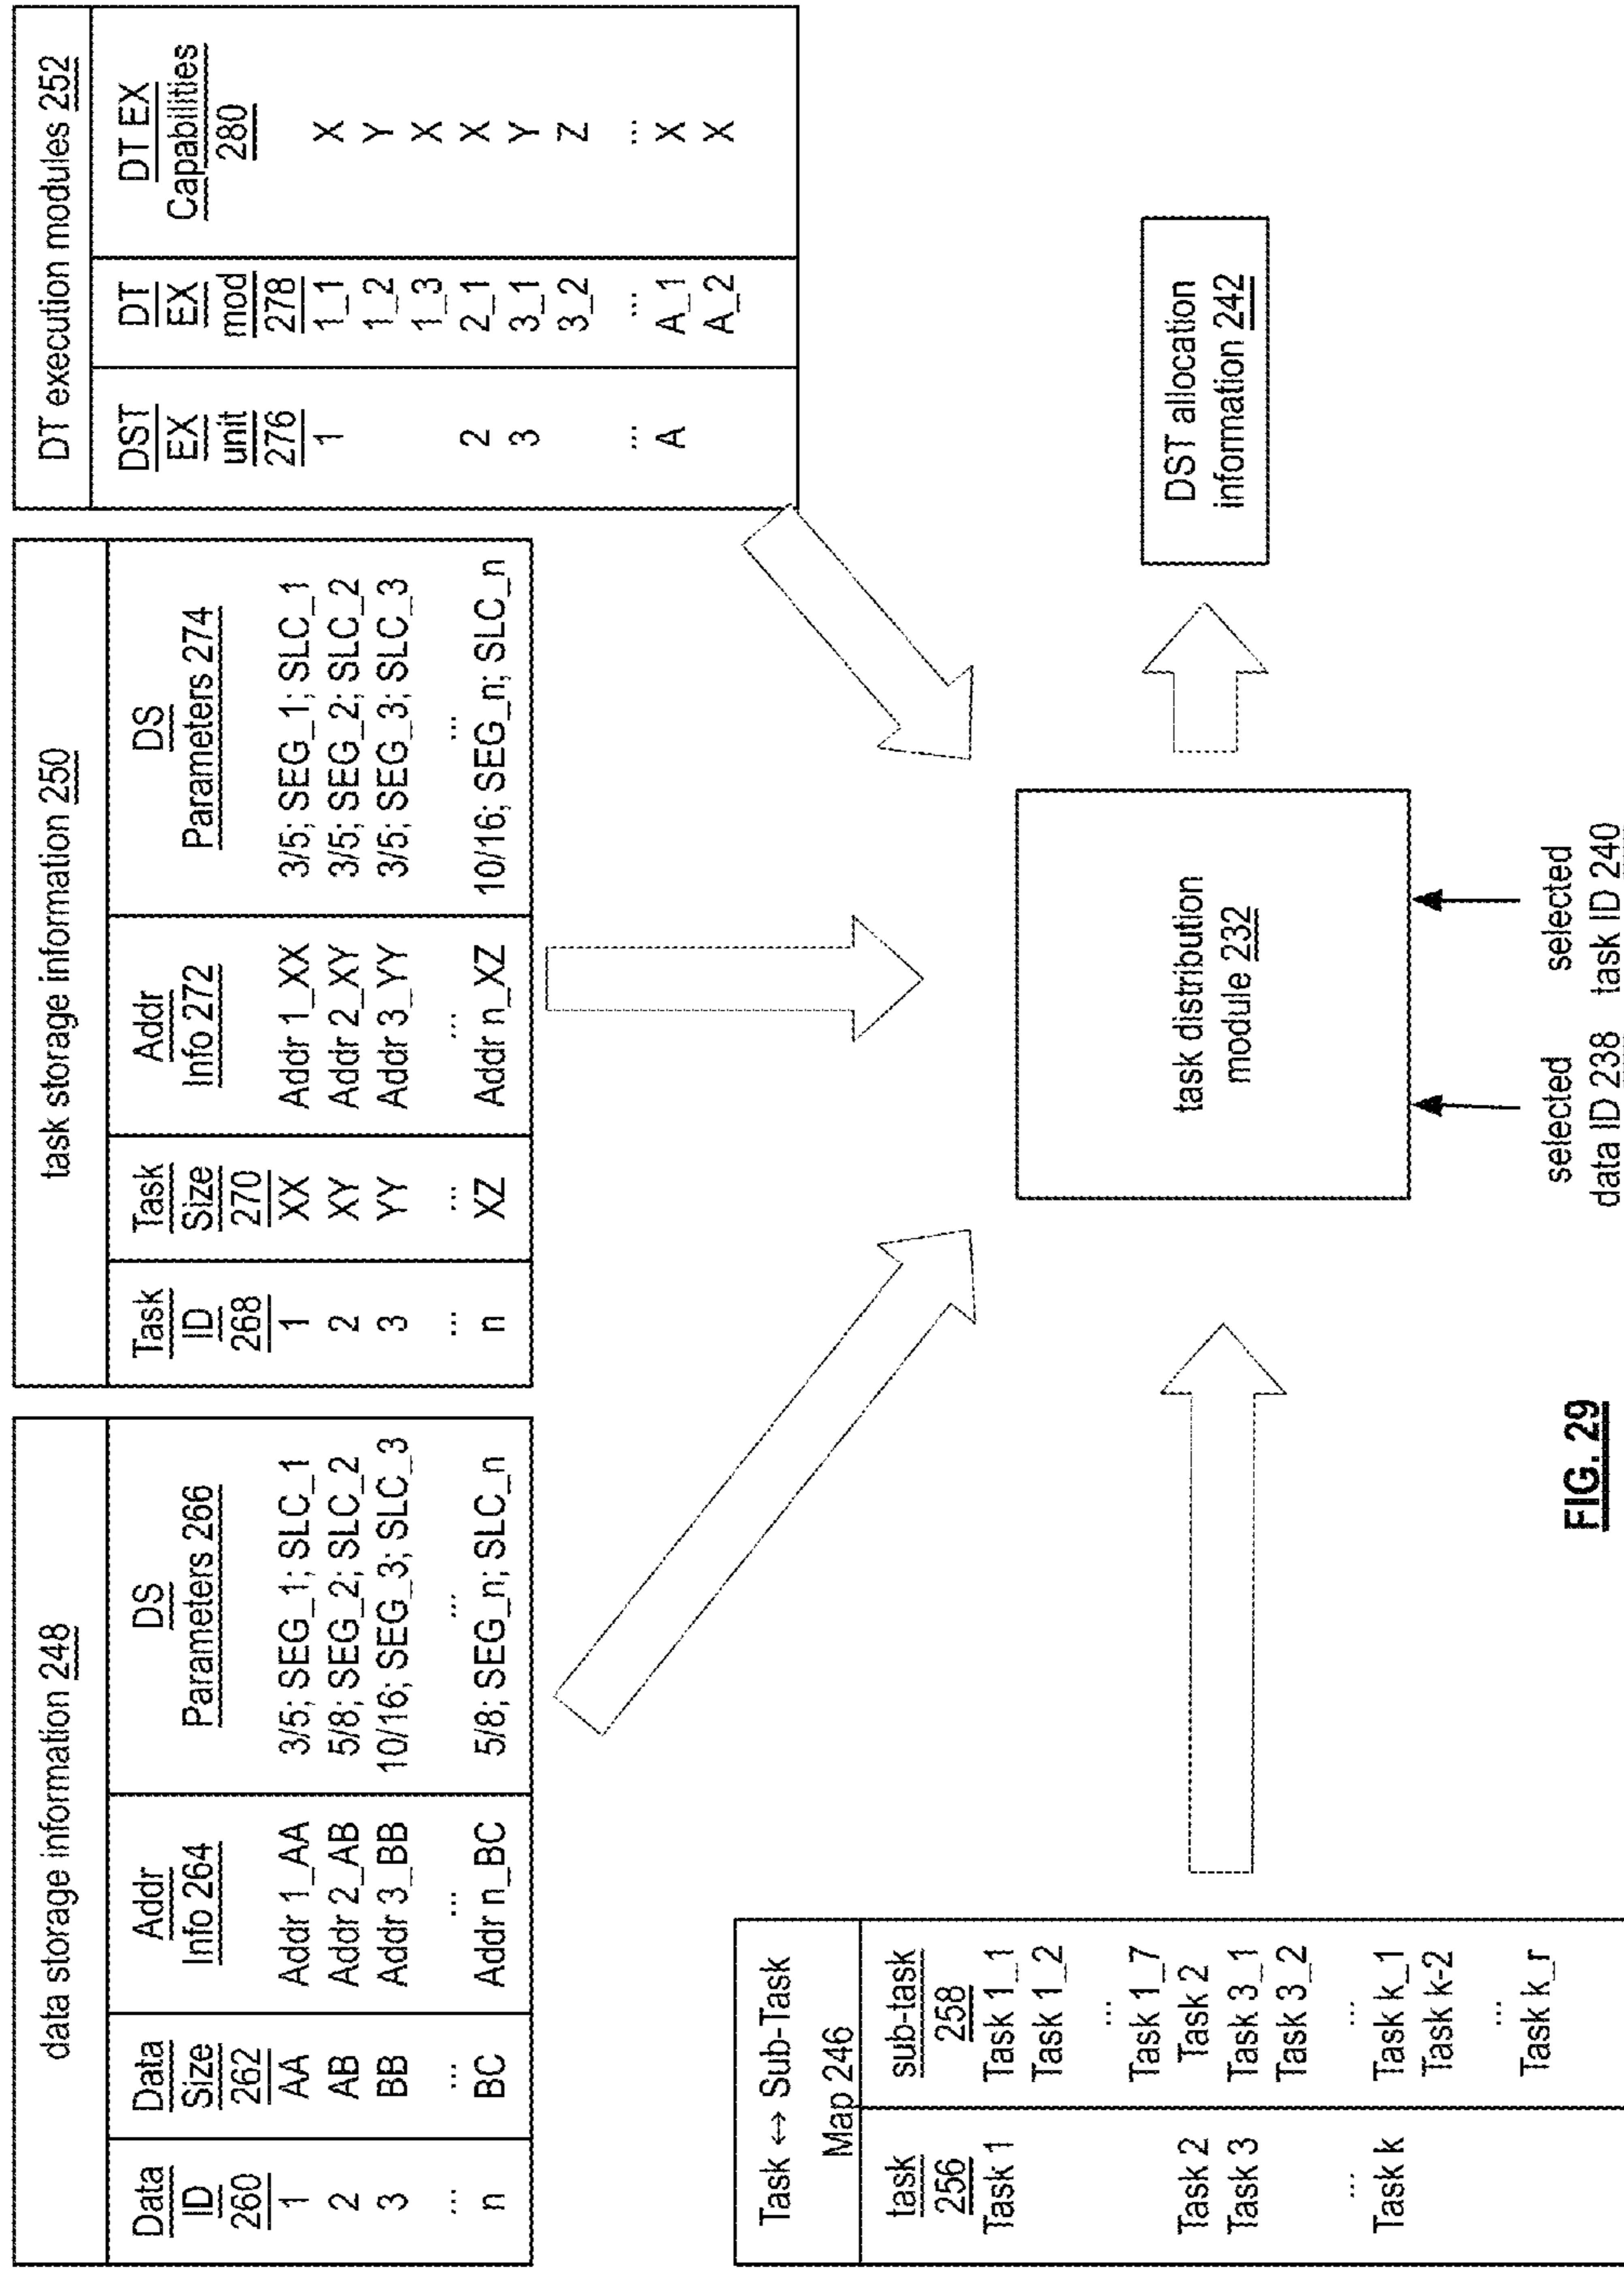 data storage information 248
Data ID 260 Data Size 262 Addr Info 264 DS Parameters 266
1 AA Addr 1_AA 3/5; SEG_1; SLC_1
2 AB Addr 2_AB 5/8; SEG_2; SLC_2
3 BB Addr 3_BB 10/16; SEG_3; SLC_3
... ... ... ...
n BC Addr n_BC 5/8; SEG_n; SLC_n
task storage information 250
Task ID 268 Task Size 270 Addr Info 272 DS Parameters 274
1 XX Addr 1_XX 3/5; SEG_1; SLC_1
2 XY Addr 2_XY 3/5; SEG_2; SLC_2
3 YY Addr 3_YY 3/5; SEG_3; SLC_3
... ... ... ...
n XZ Addr n_XZ 10/16; SEG_n; SLC_n
DT execution modules 252
DST EX unit 276 DT EX mod 278 DT EX Capabilities 280
1 1_1 X
1_2 Y
1_3 X
2 2_1 X
3 3_1 Y
3_2 Z
... ... ...
A A_1 X
A_2 X
Task ↔ Sub-Task
Map 246
task 256 sub-task 258
Task 1 Task 1_1
Task 1_2
...
Task 1_7
Task 2 Task 2
Task 3 Task 3_1
Task 3_2
... ...
Task k Task k_1
Task k-2
...
Task k_r
task distribution
module 232
DST allocation
information 242
selected
data ID 238
selected
task ID 240
FIG. 29